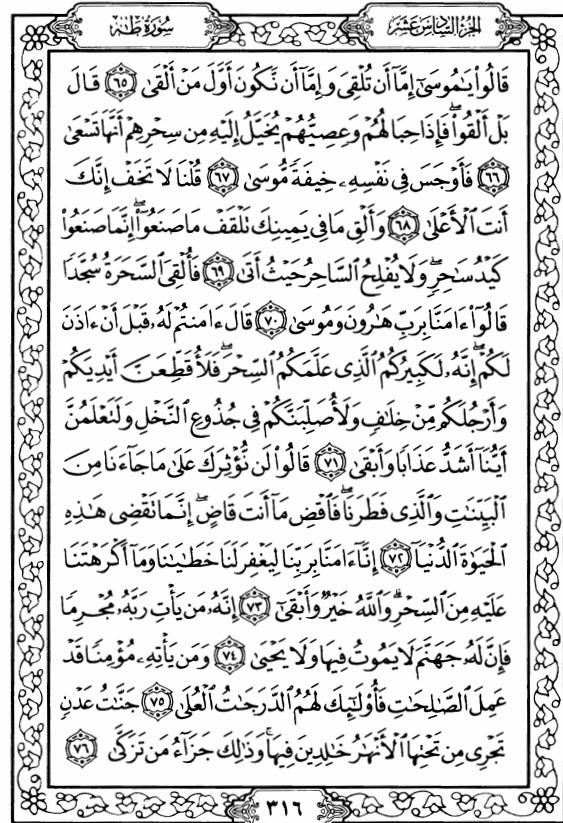 الجزء السادس عشر
سورة طه
قَالُوا۟ يَـٰمُوسَىٰٓ إِمَّآ أَن تُلْقِىَ وَإِمَّآ أَن نَّكُونَ أَوَّلَ مَنْ أَلْقَىٰ ٦٥ قَالَ
بَلْ أَلْقُوا۟ ۖ فَإِذَا حِبَالُهُمْ وَعِصِيُّهُمْ يُخَيَّلُ إِلَيْهِ مِن سِحْرِهِمْ أَنَّهَا تَسْعَىٰ
٦٦ فَأَوْجَسَ فِى نَفْسِهِۦ خِيفَةً مُّوسَىٰ ٦٧ قُلْنَا لَا تَخَفْ إِنَّكَ
أَنتَ ٱلْأَعْلَىٰ ٦٨ وَأَلْقِ مَا فِى يَمِينِكَ تَلْقَفْ مَا صَنَعُوٓا۟ ۖ إِنَّمَا صَنَعُوا۟
كَيْدُ سَـٰحِرٍ ۖ وَلَا يُفْلِحُ ٱلسَّاحِرُ حَيْثُ أَتَىٰ ٦٩ فَأُلْقِىَ ٱلسَّحَرَةُ سُجَّدًا
قَالُوٓا۟ ءَامَنَّا بِرَبِّ هَـٰرُونَ وَمُوسَىٰ ٧٠ قَالَ ءَامَنتُمْ لَهُۥ قَبْلَ أَنْ ءَاذَنَ
لَكُمْ ۖ إِنَّهُۥ لَكَبِيرُكُمُ ٱلَّذِى عَلَّمَكُمُ ٱلسِّحْرَ ۖ فَلَأُقَطِّعَنَّ أَيْدِيَكُمْ
وَأَرْجُلَكُم مِّنْ خِلَـٰفٍ وَلَأُصَلِّبَنَّكُمْ فِى جُذُوعِ ٱلنَّخْلِ وَلَتَعْلَمُنَّ
أَيُّنَآ أَشَدُّ عَذَابًا وَأَبْقَىٰ ٧١ قَالُوا۟ لَن نُّؤْثِرَكَ عَلَىٰ مَا جَآءَنَا مِنَ
ٱلْبَيِّنَـٰتِ وَٱلَّذِى فَطَرَنَا ۖ فَٱقْضِ مَآ أَنتَ قَاضٍ ۖ إِنَّمَا تَقْضِى هَـٰذِهِ
ٱلْحَيَوٰةَ ٱلدُّنْيَآ ٧٢ إِنَّآ ءَامَنَّا بِرَبِّنَا لِيَغْفِرَ لَنَا خَطَـٰيَـٰنَا وَمَآ أَكْرَهْتَنَا
عَلَيْهِ مِنَ ٱلسِّحْرِ ۗ وَٱللَّهُ خَيْرٌ وَأَبْقَىٰٓ ٧٣ إِنَّهُۥ مَن يَأْتِ رَبَّهُۥ مُجْرِمًا
فَإِنَّ لَهُۥ جَهَنَّمَ لَا يَمُوتُ فِيهَا وَلَا يَحْيَىٰ ٧٤ وَمَن يَأْتِهِۦ مُؤْمِنًا قَدْ
عَمِلَ ٱلصَّـٰلِحَـٰتِ فَأُو۟لَـٰٓئِكَ لَهُمُ ٱلدَّرَجَـٰتُ ٱلْعُلَىٰ ٧٥ جَنَّـٰتُ عَدْنٍ
تَجْرِى مِن تَحْتِهَا ٱلْأَنْهَـٰرُ خَـٰلِدِينَ فِيهَا ۚ وَذَٰلِكَ جَزَآءُ مَن تَزَكَّىٰ ٧٦
٣١٦